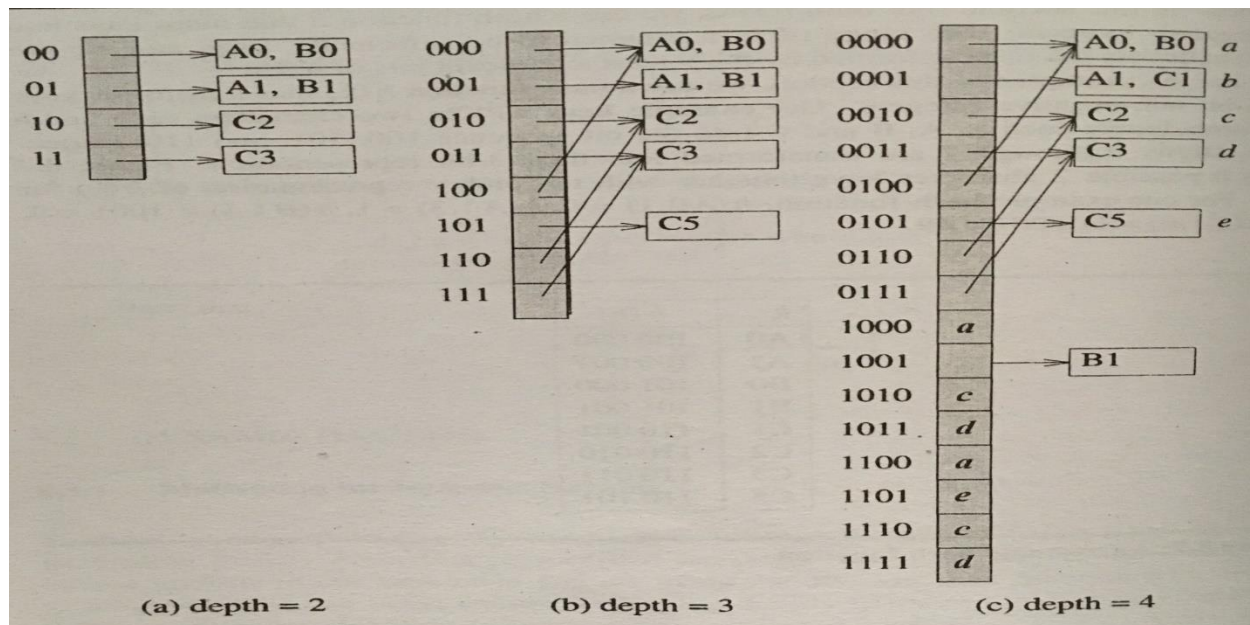 00 A0, B0
01 A1, B1
10 C2
11 C3
(a) depth = 2
000 A0, B0
001 A1, B1
010 C2
011 C3
100
101 C5
110
111
(b) depth = 3
0000 A0, B0 a
0001 A1, C1 b
0010 C2 c
0011 C3 d
0100
0101 C5 e
0110
0111
1000 a
1001 B1
1010 c
1011 d
1100 a
1101 e
1110 c
1111 d
(c) depth = 4